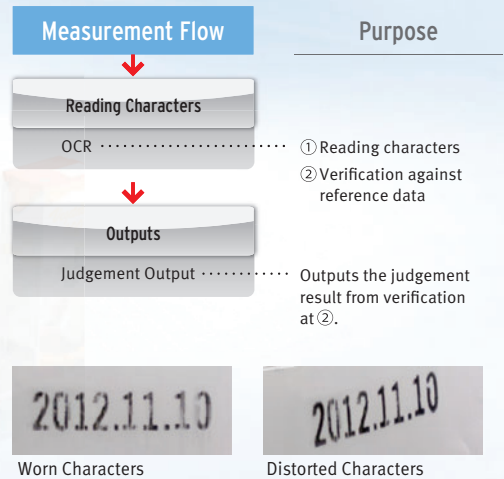 Measurement Flow
Purpose
Reading Characters
OCR
① Reading characters
② Verification against
reference data
Outputs
Judgement Output
Outputs the judgement
result from verification
at ②.
2012.11.10
2012.11.10
Worn Characters
Distorted Characters